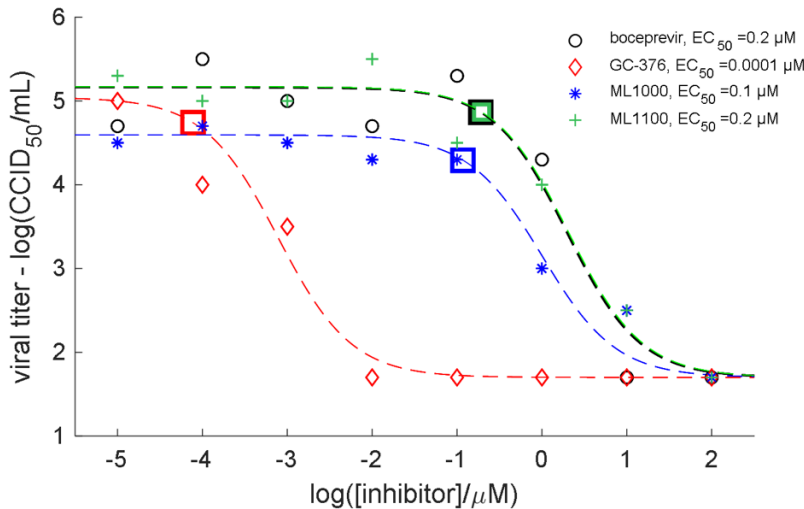 boceprevir, EC50 =0.2 µM
GC-376, EC50 =0.0001 µM
ML1000, EC50 =0.1 µM
ML1100, EC50 =0.2 µM
viral titer - log(CCID50/mL)
6
5
4
3
2
1
-5 -4 -3 -2 -1 0 1 2
log([inhibitor]/µM)